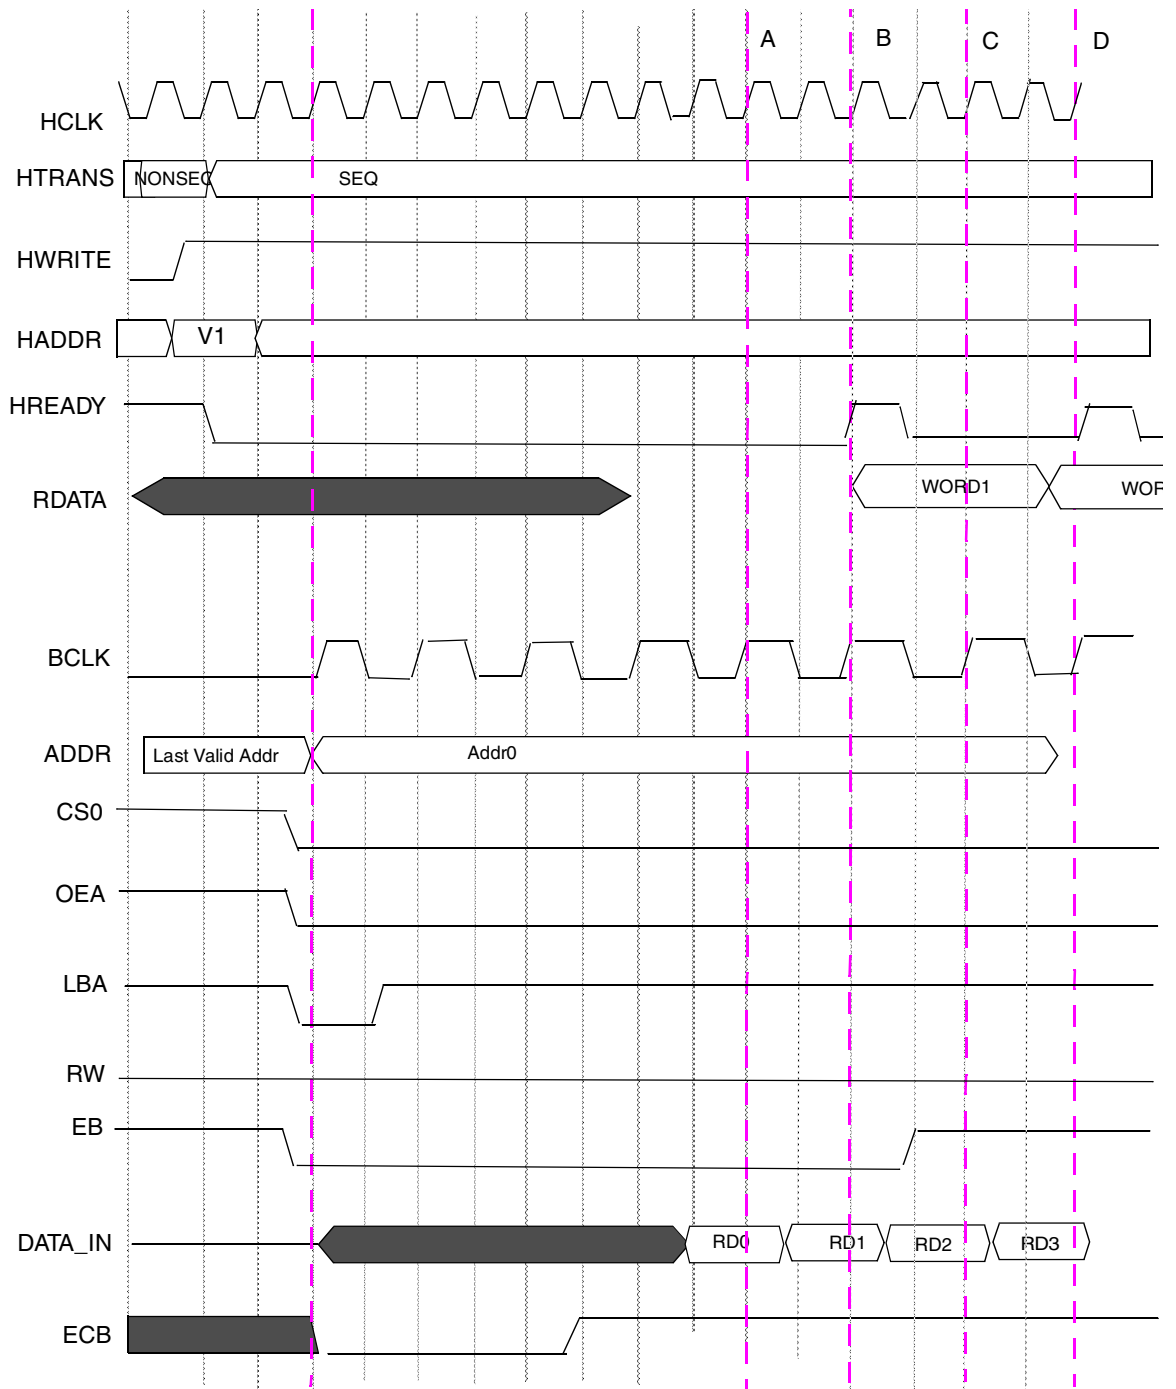 A B C D
HCLK
HTRANS NONSEQ SEQ
HWRITE
HADDR V1
HREADY
RDATA WORD1 WOR
BCLK
ADDR Last Valid Addr Addr0
CS0
OEA
LBA
RW
EB
DATA_IN RD0 RD1 RD2 RD3
ECB